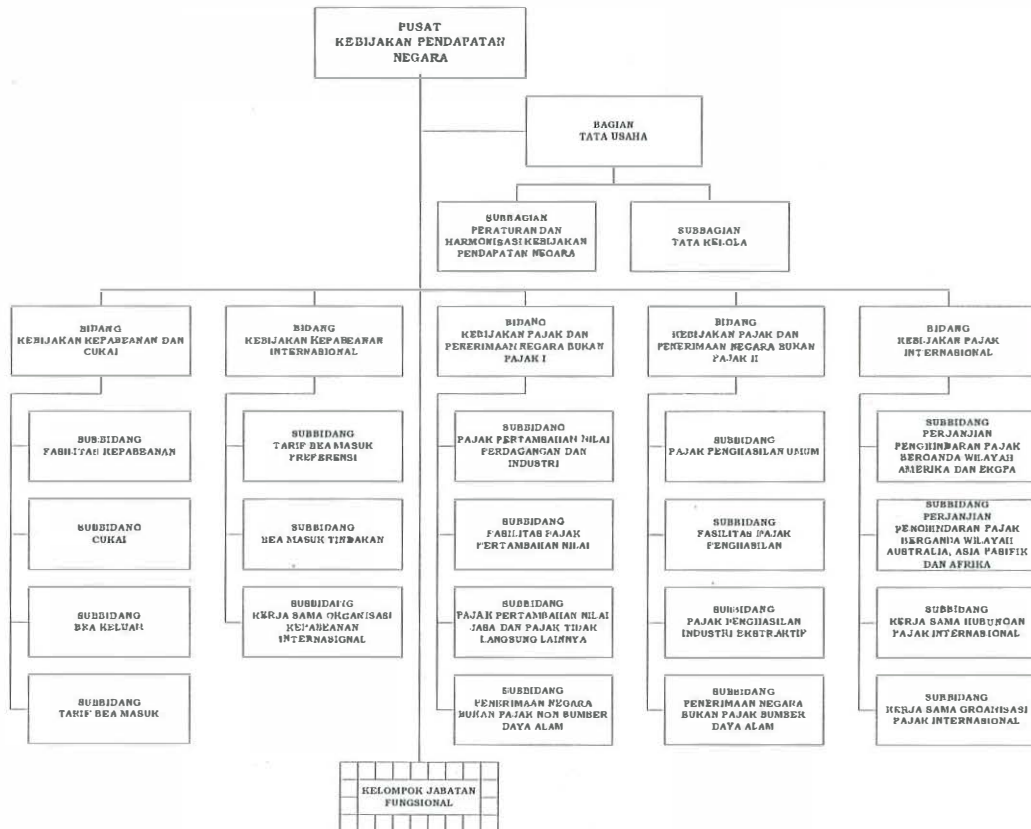 PUSAT
KEBIJAKAN PENDAPATAN
NEGARA
BAGIAN
TATA USAHA
SUBBAGIAN
PERATURAN DAN
HARMONISASI KEBIJAKAN
PENDAPATAN NEGARA
SUBBAGIAN
TATA KELOLA
BIDANG
KEBIJAKAN KEPABEANAN DAN
CUKAI
BIDANG
KEBIJAKAN KEPABEANAN
INTERNASIONAL
BIDANG
KEBIJAKAN PAJAK DAN
PENERIMAAN NEGARA BUKAN
PAJAK I
BIDANG
KEBIJAKAN PAJAK DAN
PENERIMAAN NEGARA BUKAN
PAJAK II
BIDANG
KEBIJAKAN PAJAK
INTERNASIONAL
SUBBIDANG
FASILITAS KEPABEANAN
SUBBIDANG
TARIF BEA MASUK
PREFERENSI
SUBBIDANG
PAJAK PERTAMBAHAN NILAI
PERDAGANGAN DAN
INDUSTRI
SUBBIDANG
PAJAK PENGHASILAN UMUM
SUBBIDANG
PERJANJIAN
PENGHINDARAN PAJAK
BERGANDA WILAYAH
AMERIKA DAN EROPA
SUBBIDANG
CUKAI
SUBBIDANG
BEA MASUK TINDAKAN
SUBBIDANG
FASILITAS PAJAK
PERTAMBAHAN NILAI
SUBBIDANG
FASILITAS PAJAK
PENGHASILAN
SUBBIDANG
PERJANJIAN
PENGHINDARAN PAJAK
BERGANDA WILAYAH
AUSTRALIA, ASIA PASIFIK
DAN AFRIKA
SUBBIDANG
BEA KELUAR
SUBBIDANG
KERJA SAMA ORGANISASI
KEPABEANAN
INTERNASIONAL
SUBBIDANG
PAJAK PERTAMBAHAN NILAI
JASA DAN PAJAK TIDAK
LANGSUNG LAINNYA
SUBBIDANG
PAJAK PENGHASILAN
INDUSTRI EKSTRAKTIF
SUBBIDANG
KERJA SAMA HUBUNGAN
PAJAK INTERNASIONAL
SUBBIDANG
TARIF BEA MASUK
SUBBIDANG
PENERIMAAN NEGARA
BUKAN PAJAK NON SUMBER
DAYA ALAM
SUBBIDANG
PENERIMAAN NEGARA
BUKAN PAJAK SUMBER
DAYA ALAM
SUBBIDANG
KERJA SAMA ORGANISASI
PAJAK INTERNASIONAL
KELOMPOK JABATAN
FUNGSIONAL